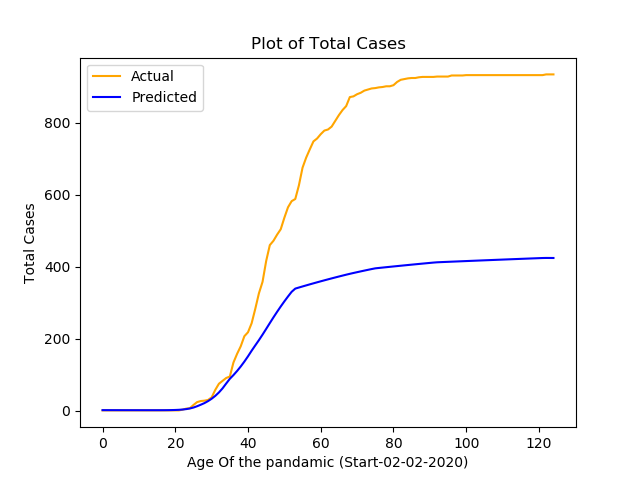 Plot of Total Cases
Actual
Predicted
800
600
400
200
0
Total Cases
0 20 40 60 80 100 120
Age Of the pandamic (Start-02-02-2020)